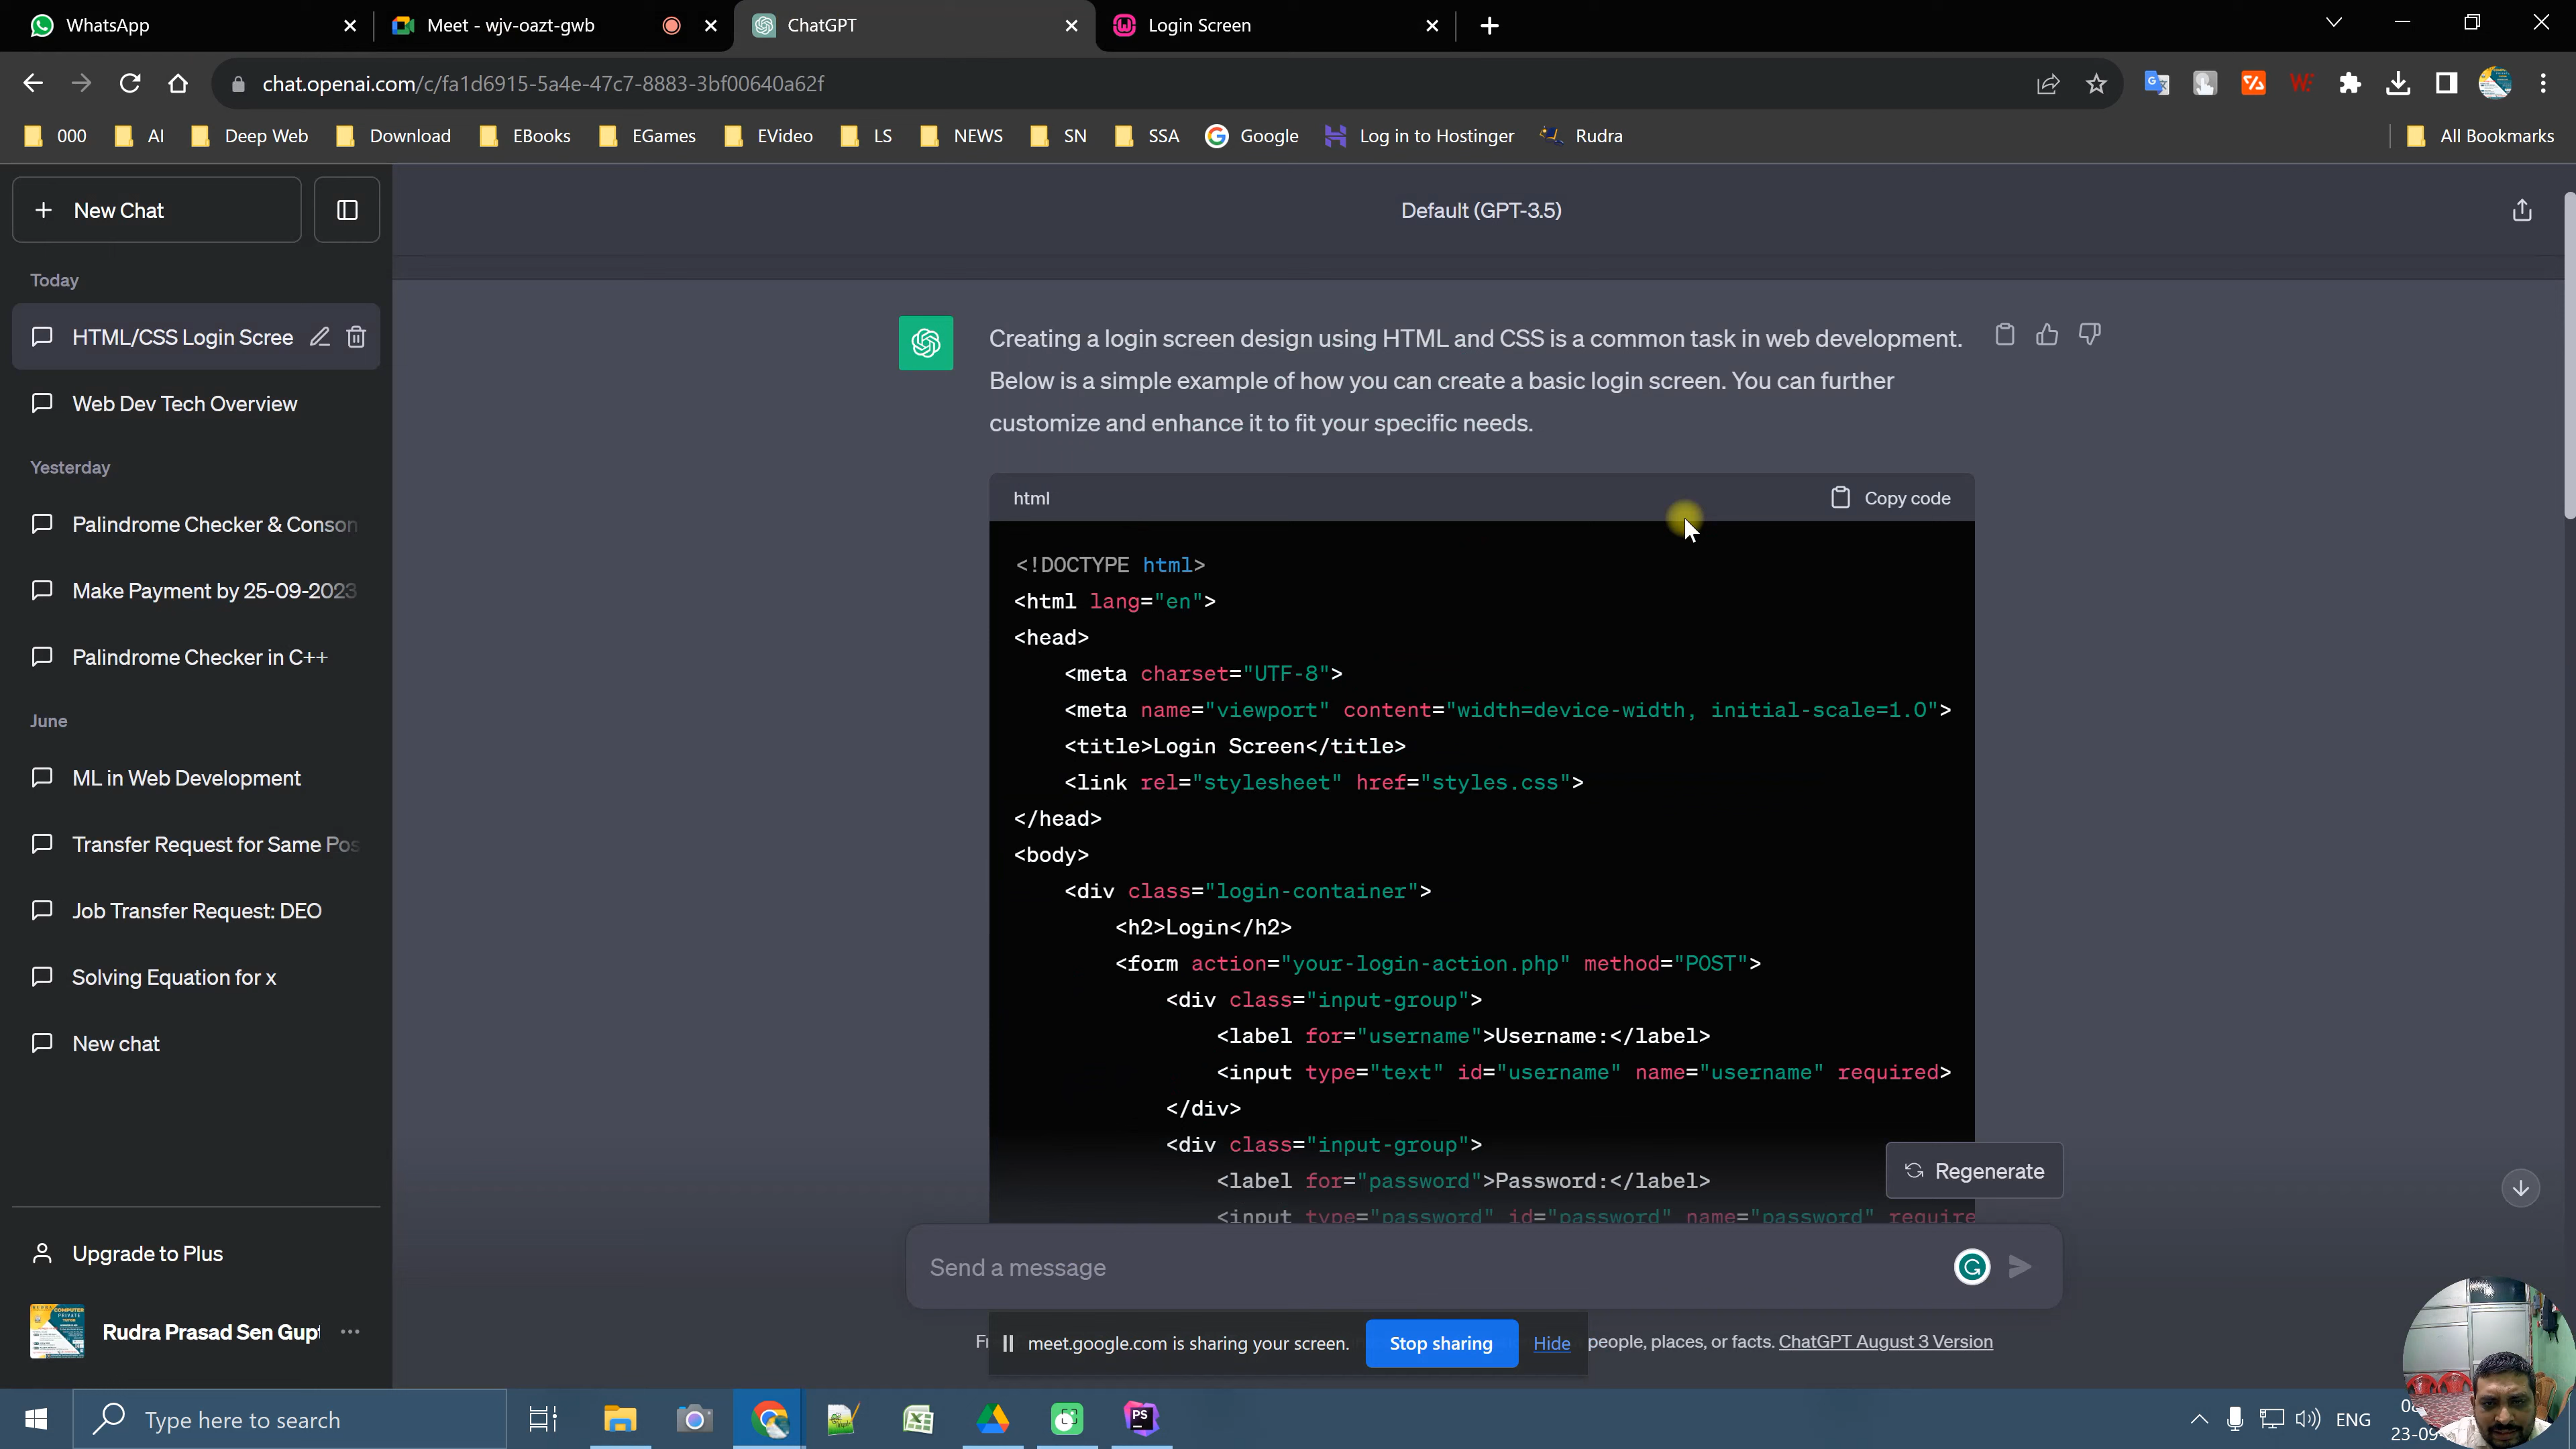 WhatsApp
Meet - wjv-oazt-gwb
ChatGPT
Login Screen
chat.openai.com/c/fa1d6915-5a4e-47c7-8883-3bf00640a62f
000 AI Deep Web Download EBooks EGames EVideo LS NEWS SN SSA Google Log in to Hostinger Rudra All Bookmarks
New Chat
Default (GPT-3.5)
Today
HTML/CSS Login Scree
Web Dev Tech Overview
Yesterday
Palindrome Checker & Conson
Make Payment by 25-09-2023
Palindrome Checker in C++
June
ML in Web Development
Transfer Request for Same Pos
Job Transfer Request: DEO
Solving Equation for x
New chat
Upgrade to Plus
Rudra Prasad Sen Gupt
Creating a login screen design using HTML and CSS is a common task in web development.
Below is a simple example of how you can create a basic login screen. You can further
customize and enhance it to fit your specific needs.
html
Copy code
<!DOCTYPE html>
<html lang="en">
<head>
<meta charset="UTF-8">
<meta name="viewport" content="width=device-width, initial-scale=1.0">
<title>Login Screen</title>
<link rel="stylesheet" href="styles.css">
</head>
<body>
<div class="login-container">
<h2>Login</h2>
<form action="your-login-action.php" method="POST">
<div class="input-group">
<label for="username">Username:</label>
<input type="text" id="username" name="username" required>
</div>
<div class="input-group">
<label for="password">Password:</label>
<input type="password" id="password" name="password" require
Regenerate
Send a message
meet.google.com is sharing your screen.
Stop sharing
Hide
people, places, or facts. ChatGPT August 3 Version
Type here to search
PS
ENG
23-09-